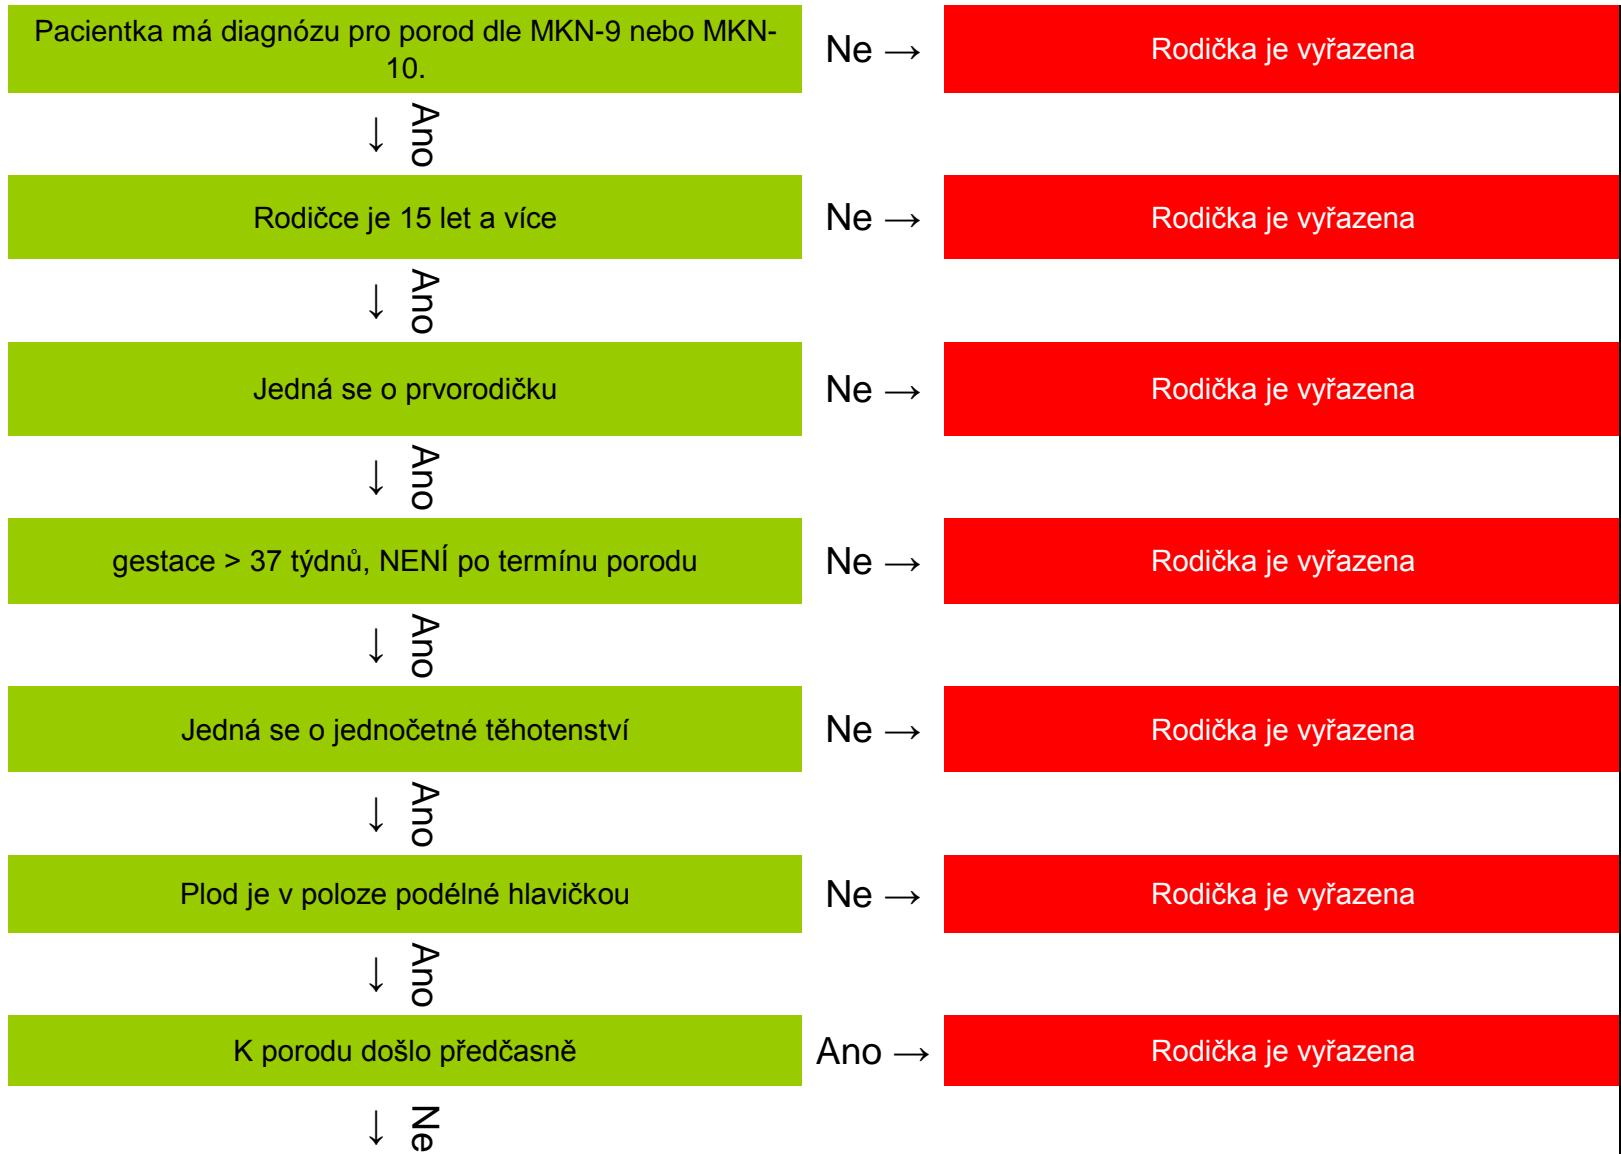 Pacientka má diagnózu pro porod dle MKN-9 nebo MKN-
10.
Ne →
Rodička je vyřazena
↓ Ano
Rodičce je 15 let a více
Ne →
Rodička je vyřazena
↓ Ano
Jedná se o prvorodičku
Ne →
Rodička je vyřazena
↓ Ano
gestace > 37 týdnů, NENÍ po termínu porodu
Ne →
Rodička je vyřazena
↓ Ano
Jedná se o jednočetné těhotenství
Ne →
Rodička je vyřazena
↓ Ano
Plod je v poloze podélné hlavičkou
Ne →
Rodička je vyřazena
↓ Ano
K porodu došlo předčasně
Ano →
Rodička je vyřazena
↓ Ne